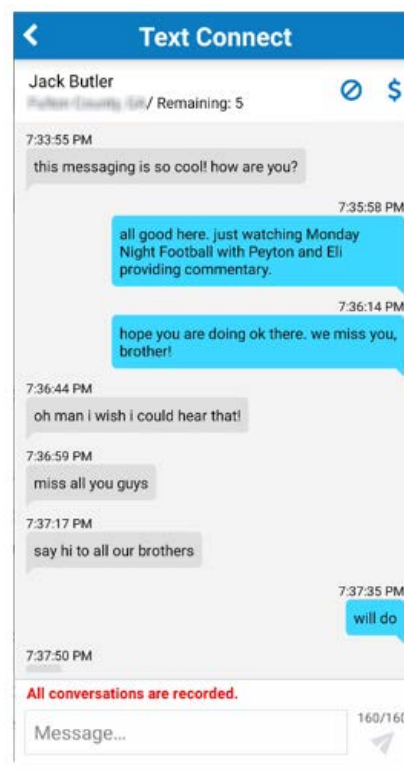 Text Connect
Jack Butler
/ Remaining: 5
$
7:33:55 PM
this messaging is so cool! how are you?
7:35:58 PM
all good here. just watching Monday
Night Football with Peyton and Eli
providing commentary.
7:36:14 PM
hope you are doing ok there. we miss you,
brother!
7:36:44 PM
oh man i wish i could hear that!
7:36:59 PM
miss all you guys
7:37:17 PM
say hi to all our brothers
7:37:35 PM
will do
7:37:50 PM
All conversations are recorded.
160/160
Message...